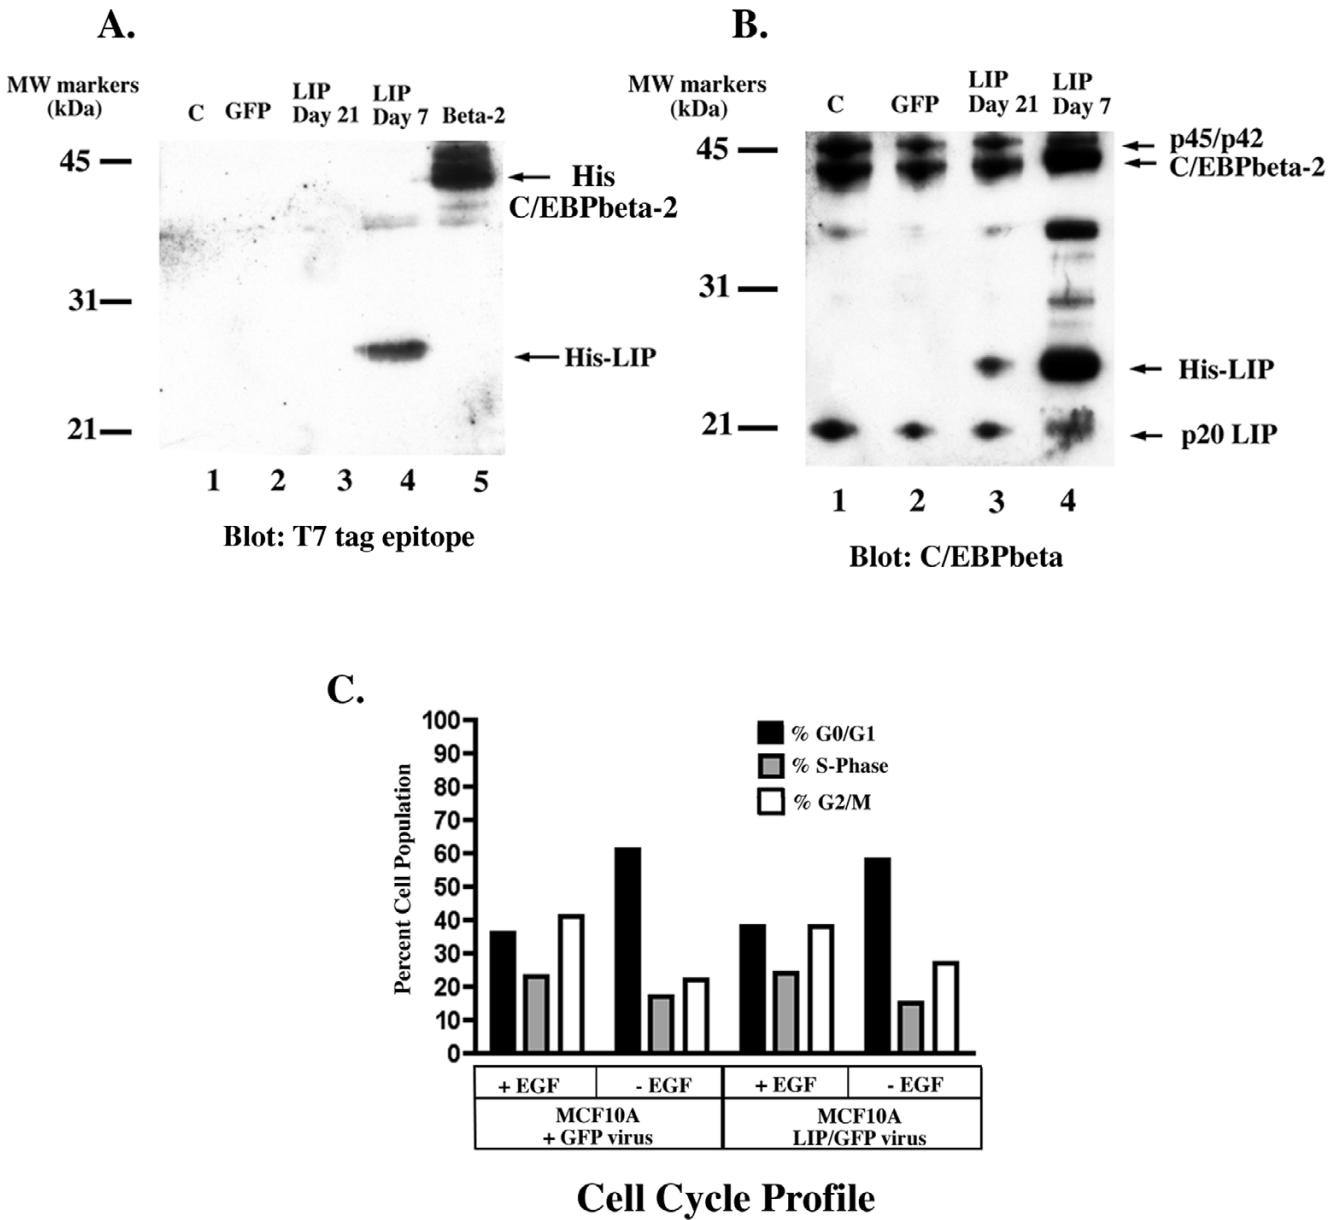 A.
MW markers
(kDa)
C
GFP
LIP
Day 21
LIP
Day 7
Beta-2
45
31
21
His
C/EBPbeta-2
His-LIP
1 2 3 4 5
Blot: T7 tag epitope
B.
MW markers
(kDa)
C
GFP
LIP
Day 21
LIP
Day 7
45
31
21
p45/p42
C/EBPbeta-2
His-LIP
p20 LIP
1 2 3 4
Blot: C/EBPbeta
C.
Percent Cell Population
100
90
80
70
60
50
40
30
20
10
0
% G0/G1
% S-Phase
% G2/M
+ EGF - EGF + EGF - EGF
MCF10A
+ GFP virus
MCF10A
LIP/GFP virus
Cell Cycle Profile